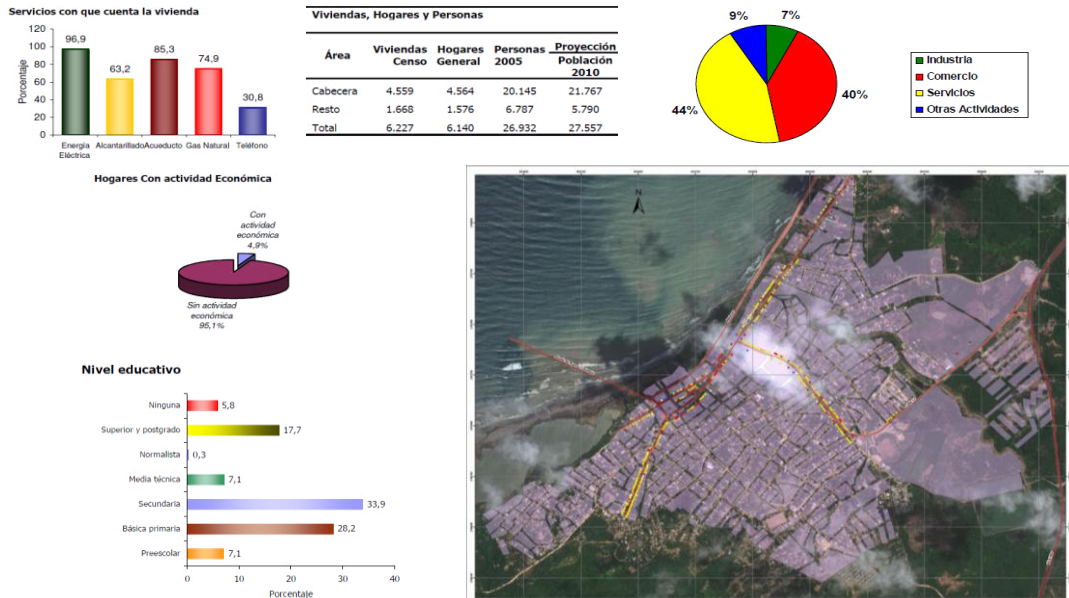 Servicios con que cuenta la vivienda
Porcentaje
120
100
80
60
40
20
0
96,9
63,2
85,3
74,9
30,8
Energía Eléctrica
Alcantarillado
Acueducto
Gas Natural
Teléfono
Viviendas, Hogares y Personas
Área Viviendas Censo Hogares General Personas 2005 Proyección Población 2010
Cabecera 4.559 4.564 20.145 21.767
Resto 1.668 1.576 6.787 5.790
Total 6.227 6.140 26.932 27.557
9%
7%
44%
40%
Industria
Comercio
Servicios
Otras Actividades
Hogares Con actividad Económica
Con
actividad
económica
4,9%
Sin actividad
económica
95,1%
N
Nivel educativo
Ninguna 5,8
Superior y postgrado 17,7
Normalista 0,3
Media técnica 7,1
Secundaria 33,9
Básica primaria 28,2
Preescolar 7,1
0 10 20 30 40
Porcentaje